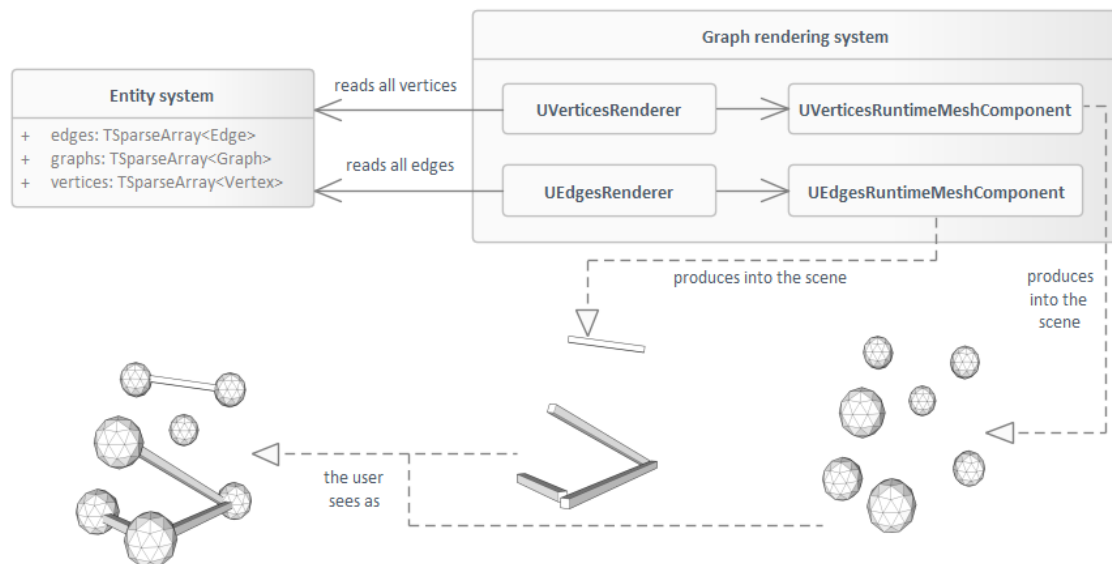 Graph rendering system
Entity system
+ edges: TSparseArray<Edge>
+ graphs: TSparseArray<Graph>
+ vertices: TSparseArray<Vertex>
reads all vertices
UVerticesRenderer
UVerticesRuntimeMeshComponent
reads all edges
UEdgesRenderer
UEdgesRuntimeMeshComponent
produces into the scene
produces
into the
scene
the user
sees as